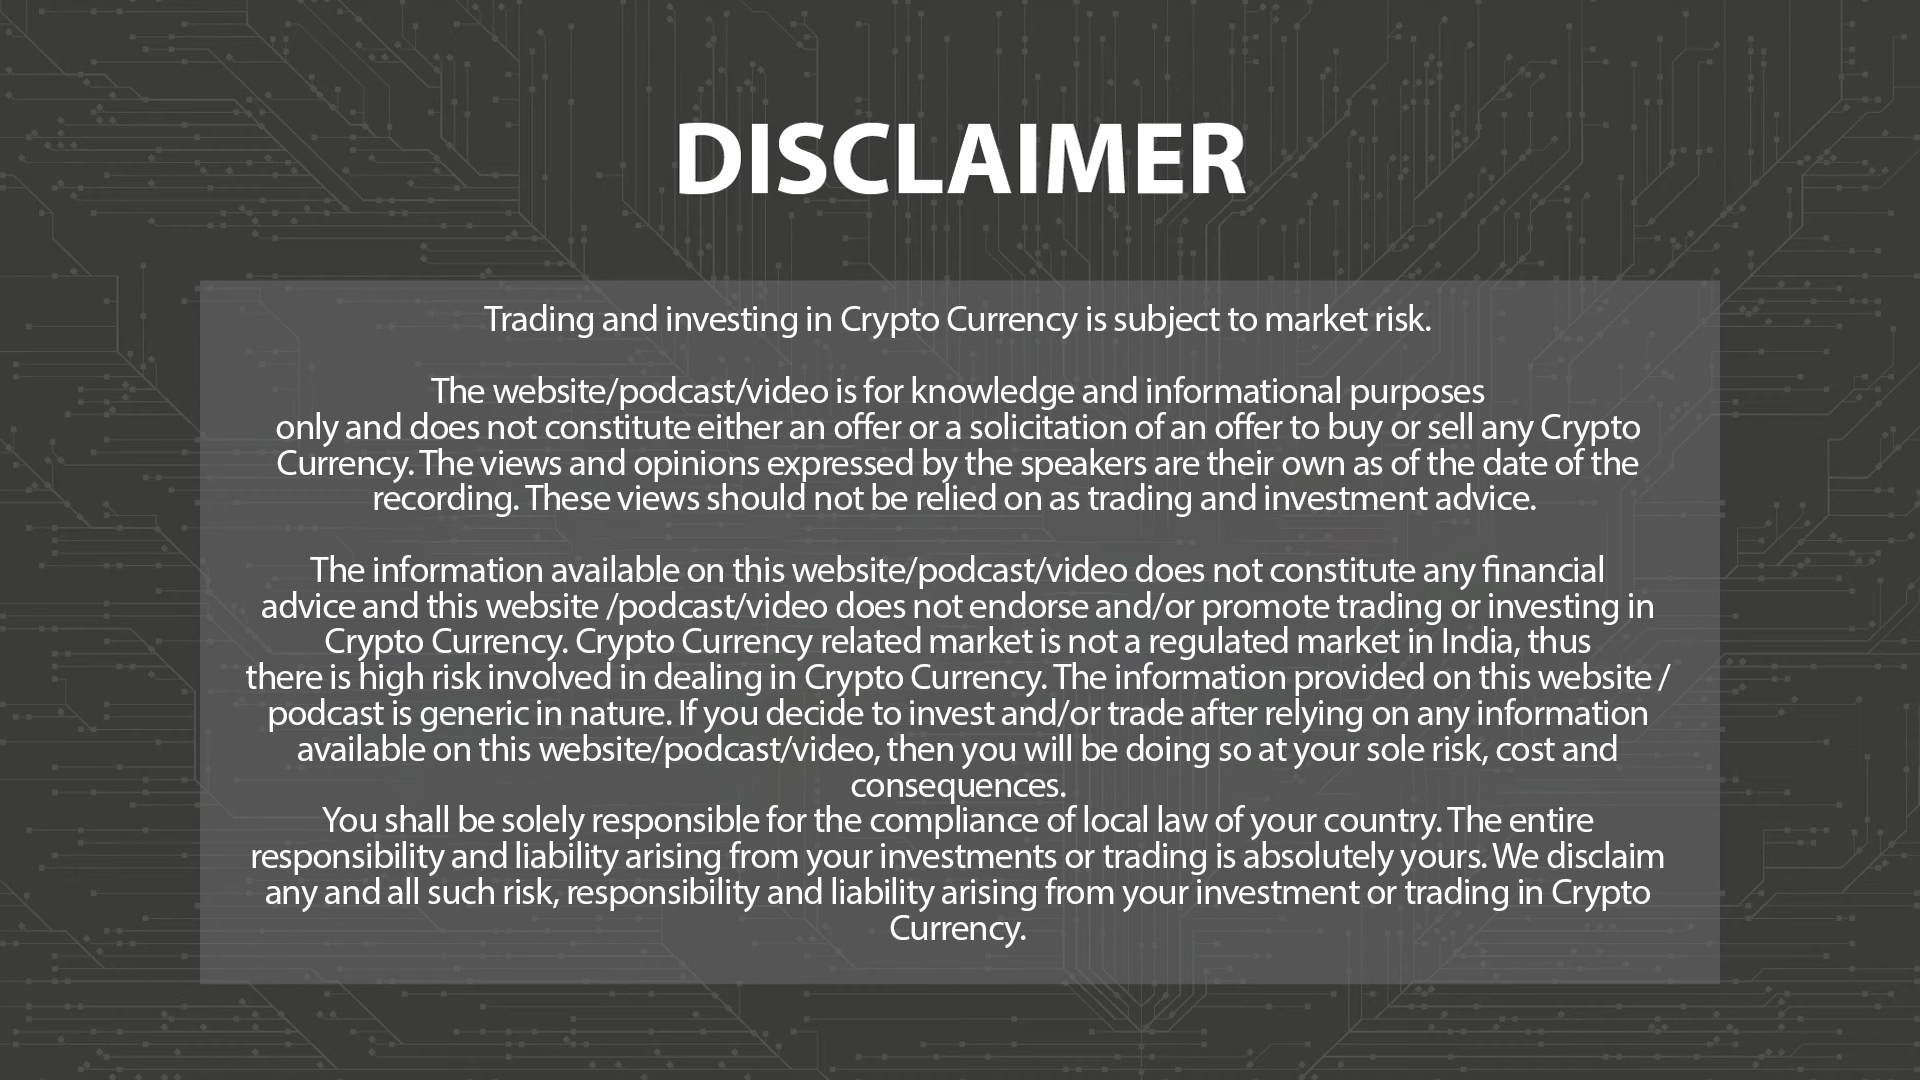 DISCLAIMER
Trading and investing in Crypto Currency is subject to market risk.
The website/podcast/video is for knowledge and informational purposes
only and does not constitute either an offer or a solicitation of an offer to buy or sell any Crypto
Currency. The views and opinions expressed by the speakers are their own as of the date of the
recording. These views should not be relied on as trading and investment advice.
The information available on this website/podcast/video does not constitute any financial
advice and this website /podcast/video does not endorse and/or promote trading or investing in
Crypto Currency. Crypto Currency related market is not a regulated market in India, thus
there is high risk involved in dealing in Crypto Currency. The information provided on this website /
podcast is generic in nature. If you decide to invest and/or trade after relying on any information
available on this website/podcast/video, then you will be doing so at your sole risk, cost and
consequences.
You shall be solely responsible for the compliance of local law of your country. The entire
responsibility and liability arising from your investments or trading is absolutely yours. We disclaim
any and all such risk, responsibility and liability arising from your investment or trading in Crypto
Currency.